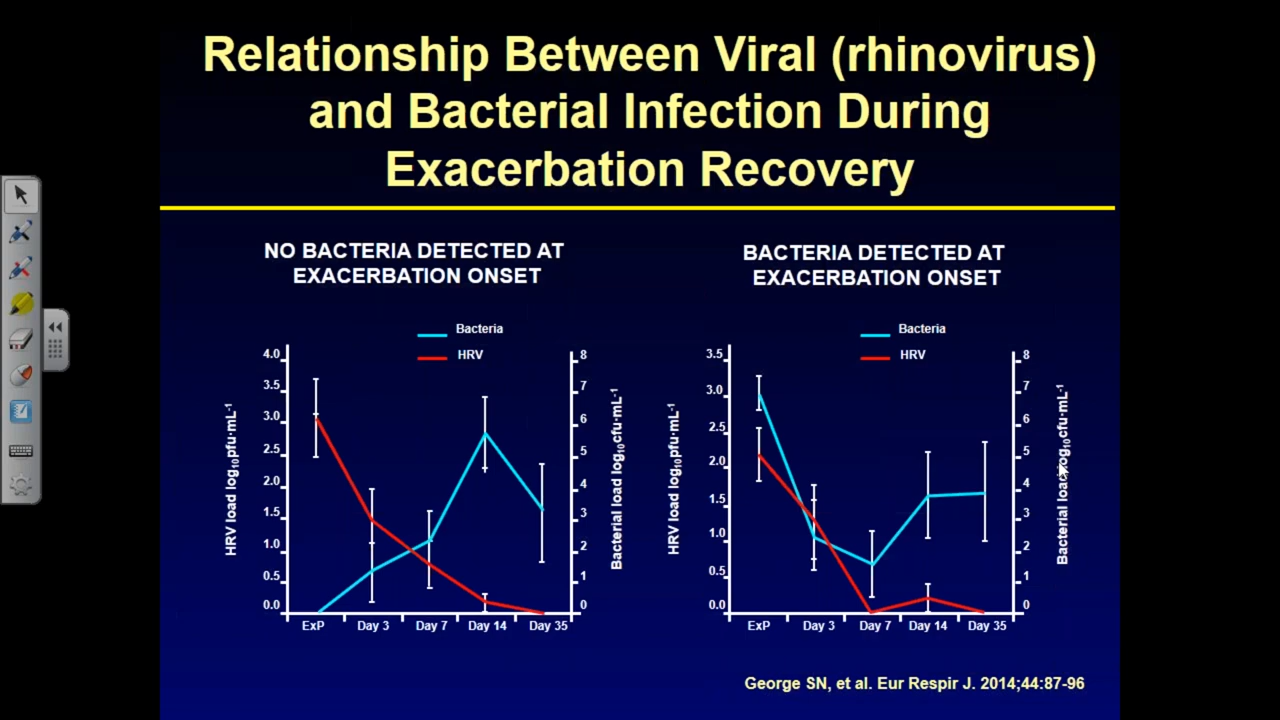 Relationship Between Viral (rhinovirus)
and Bacterial Infection During
Exacerbation Recovery
NO BACTERIA DETECTED AT
EXACERBATION ONSET
Bacteria
HRV
HRV load log10pfu·mL-1
4.0
3.5
3.0
2.5
2.0
1.5
1.0
0.5
0.0
8
7
6
5
4
3
2
1
0
Bacterial load log10cfu·mL-1
ExP Day 3 Day 7 Day 14 Day 35
BACTERIA DETECTED AT
EXACERBATION ONSET
Bacteria
HRV
HRV load log10pfu·mL-1
3.5
3.0
2.5
2.0
1.5
1.0
0.5
0.0
8
7
6
5
4
3
2
1
0
Bacterial load log10cfu·mL-1
ExP Day 3 Day 7 Day 14 Day 35
George SN, et al. Eur Respir J. 2014;44:87-96